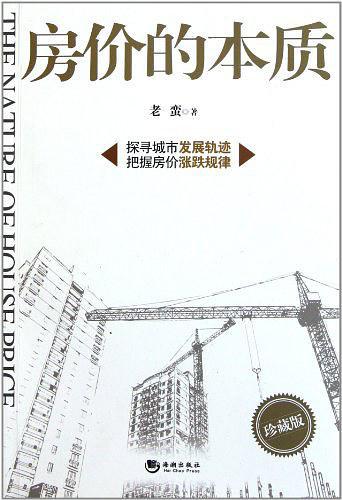 房价的本质
THE NATURE OF HOUSE PRICE
老 蛮 著
探寻城市发展轨迹
把握房价涨跌规律
珍藏版
海潮出版社
Hai Chao Press